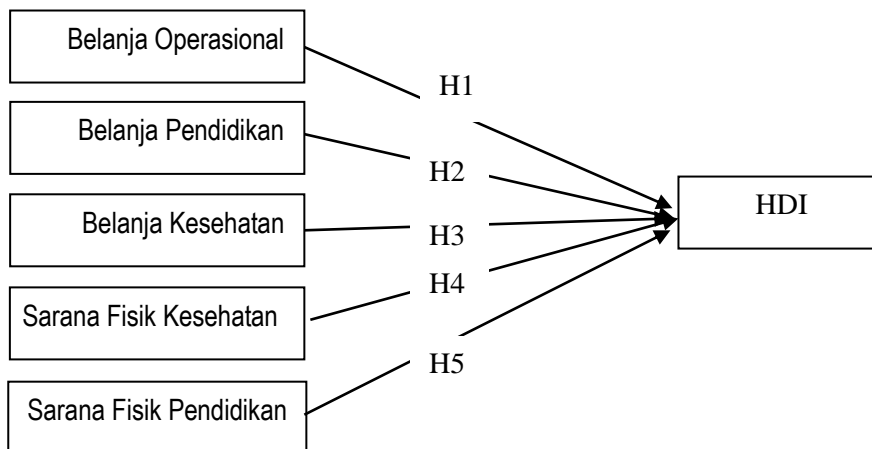 Belanja Operasional
H1
Belanja Pendidikan
H2
HDI
Belanja Kesehatan
H3
H4
Sarana Fisik Kesehatan
H5
Sarana Fisik Pendidikan